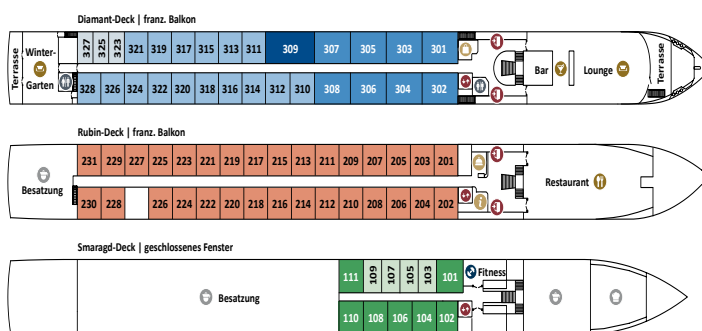 Diamant-Deck | franz. Balkon
327 325 323 321 319 317 315 313 311 309 307 305 303 301
Terrasse
Winter-
Garten
Bar
Lounge
Terrasse
328 326 324 322 320 318 316 314 312 310 308 306 304 302
Rubin-Deck | franz. Balkon
231 229 227 225 223 221 219 217 215 213 211 209 207 205 203 201
Besatzung
Restaurant
230 228 226 224 222 220 218 216 214 212 210 208 206 204 202
Smaragd-Deck | geschlossenes Fenster
111 109 107 105 103 101
Fitness
Besatzung
110 108 106 104 102